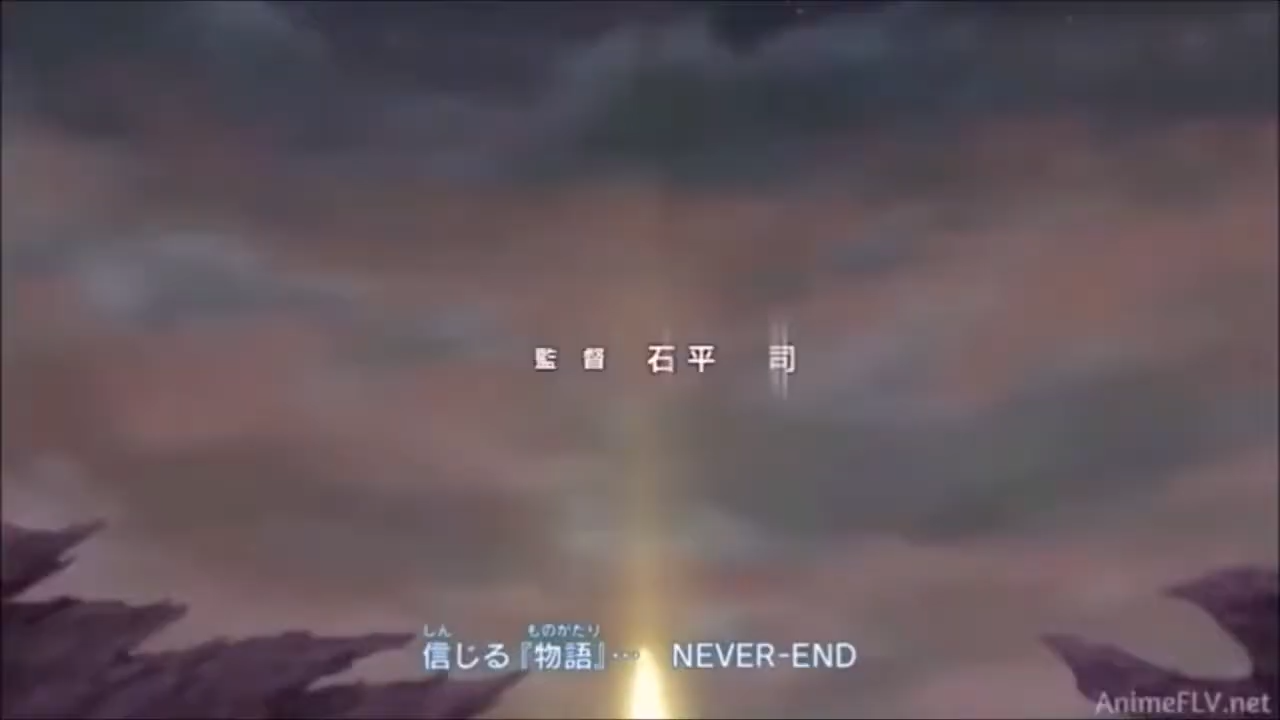 監督 石平 司
しん ものがたり
信じる『物語』… NEVER-END
AnimeFLV.net